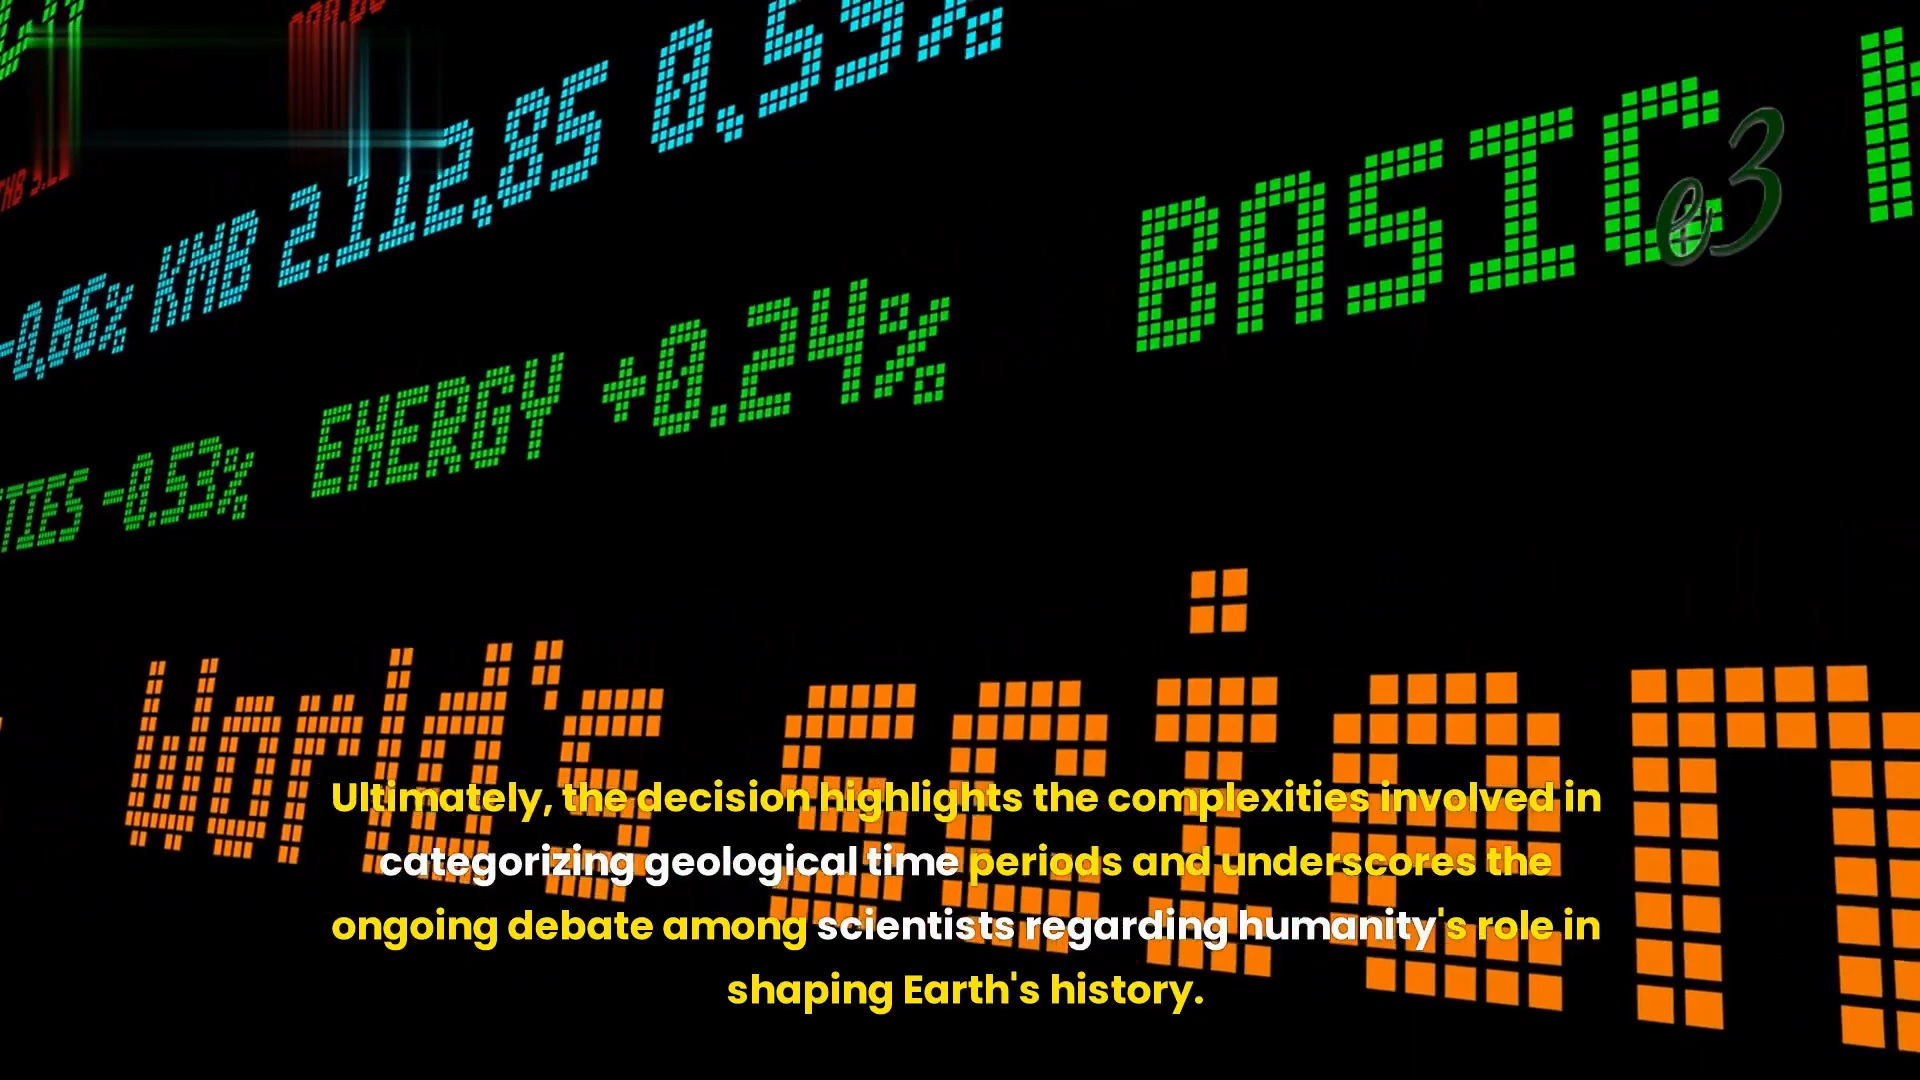 -0,66% KMB 2.112,85 0,59%
TIES -0.53% ENERGY +0.24% BASIC
e3
World's scien
Ultimately, the decision highlights the complexities involved in
categorizing geological time periods and underscores the
ongoing debate among scientists regarding humanity's role in
shaping Earth's history.